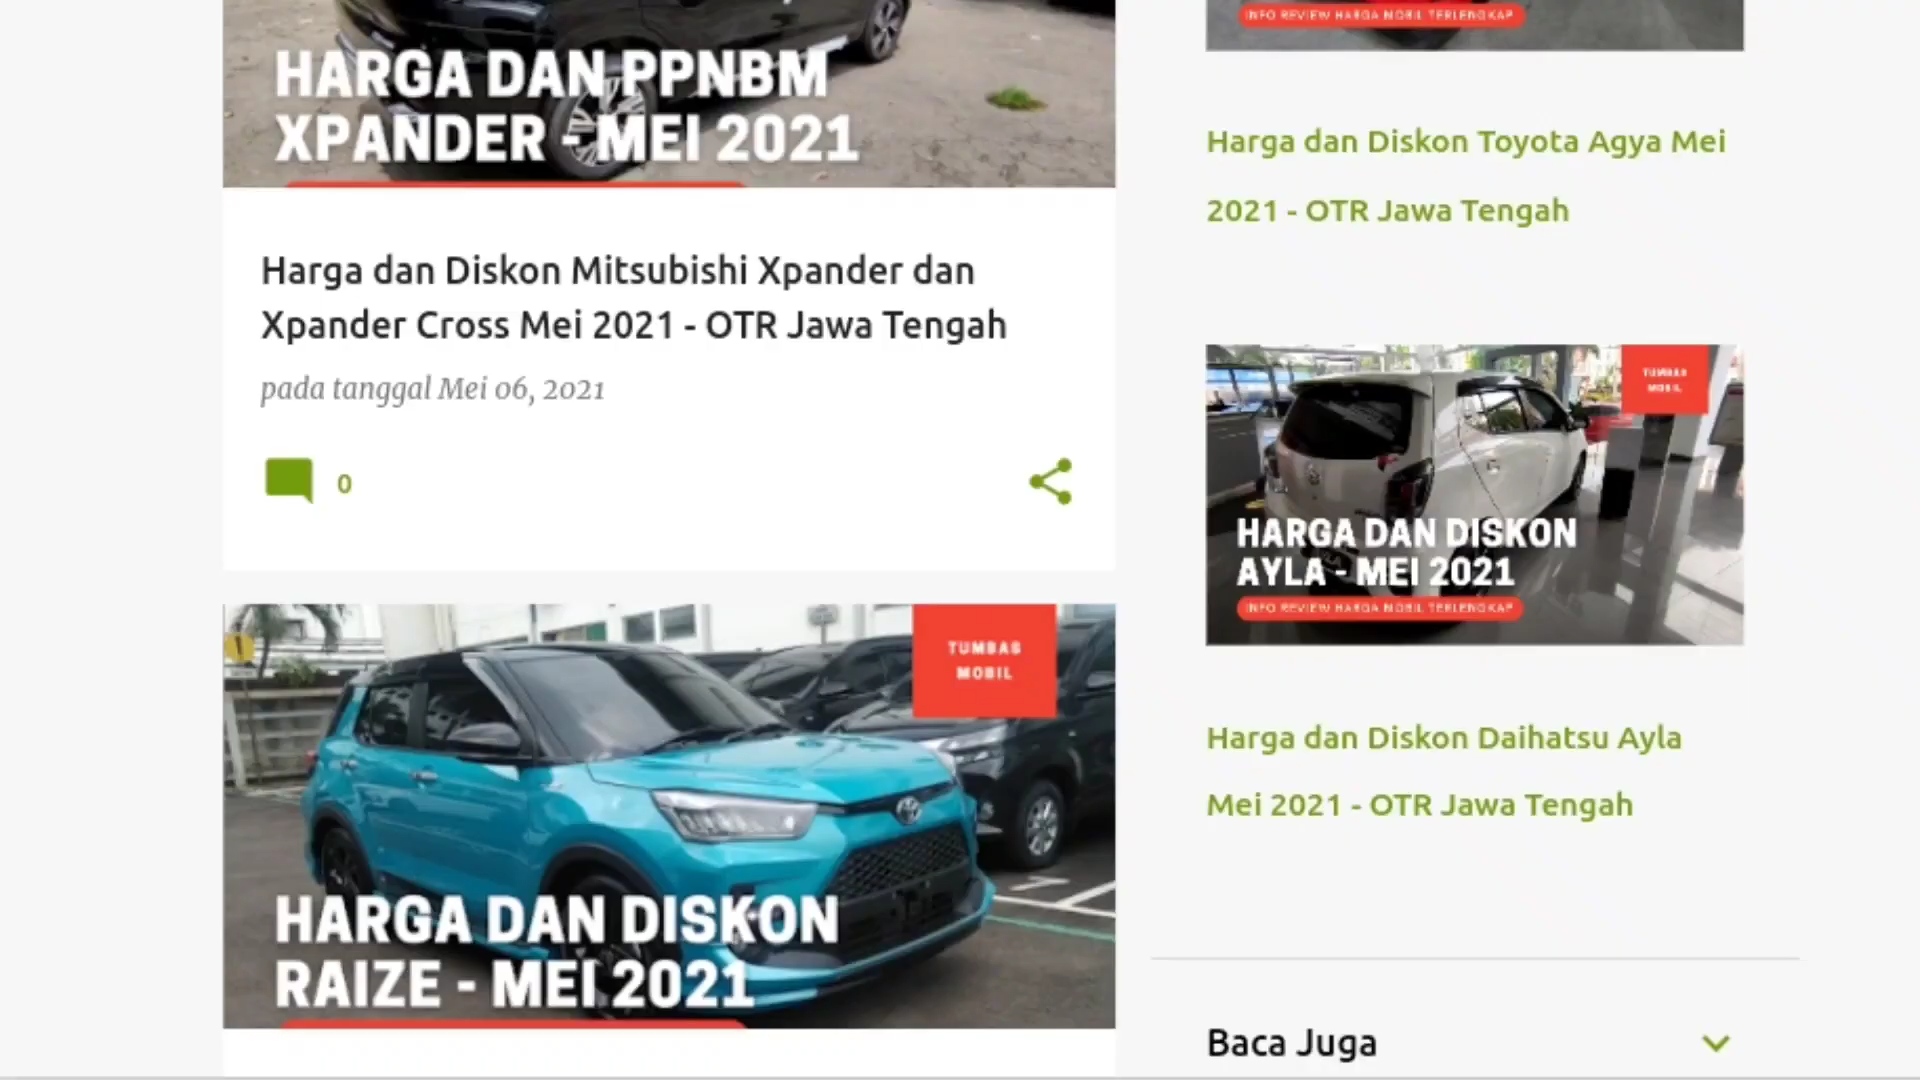 HARGA DAN PPNBM
XPANDER - MEI 2021
Harga dan Diskon Mitsubishi Xpander dan
Xpander Cross Mei 2021 - OTR Jawa Tengah
pada tanggal Mei 06, 2021
0
TUMBAS
MOBIL
HARGA DAN DISKON
RAIZE - MEI 2021
INFO REVIEW HARGA MOBIL TERLENGKAP
Harga dan Diskon Toyota Agya Mei
2021 - OTR Jawa Tengah
TUMBAS
MOBIL
HARGA DAN DISKON
AYLA - MEI 2021
INFO REVIEW HARGA MOBIL TERLENGKAP
Harga dan Diskon Daihatsu Ayla
Mei 2021 - OTR Jawa Tengah
Baca Juga